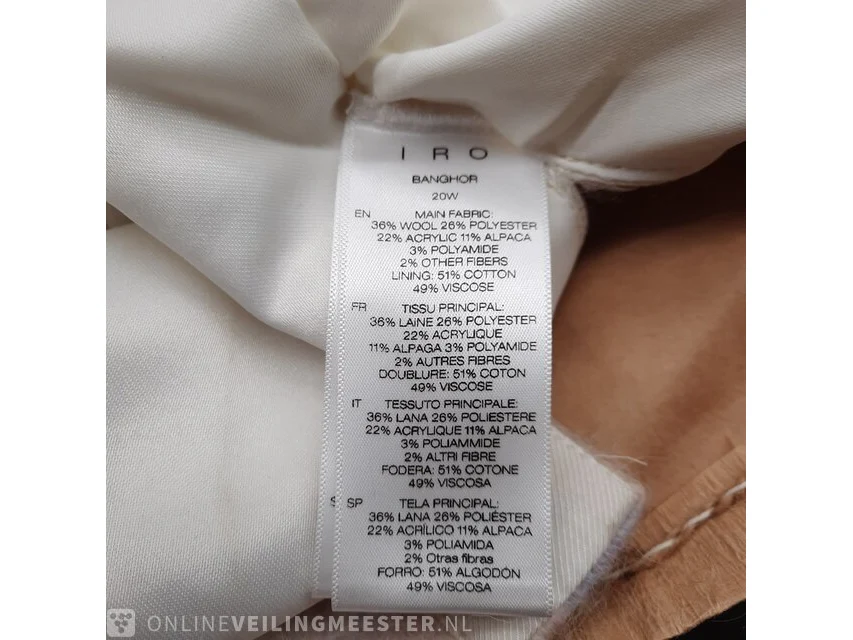 IRO
BANGHOR
20W
EN MAIN FABRIC:
36% WOOL 26% POLYESTER
22% ACRYLIC 11% ALPACA
3% POLYAMIDE
2% OTHER FIBERS
LINING: 51% COTTON
49% VISCOSE
FR TISSU PRINCIPAL:
36% LAINE 26% POLYESTER
22% ACRYLIQUE
11% ALPAGA 3% POLYAMIDE
2% AUTRES FIBRES
DOUBLURE: 51% COTON
49% VISCOSE
IT TESSUTO PRINCIPALE:
36% LANA 26% POLIESTERE
22% ACRYLIQUE 11% ALPACA
3% POLIAMMIDE
2% ALTRI FIBRE
FODERA: 51% COTONE
49% VISCOSA
SP TELA PRINCIPAL:
36% LANA 26% POLIÉSTER
22% ACRÍLICO 11% ALPACA
3% POLIAMIDA
2% Otras fibras
FORRO: 51% ALGODÓN
49% VISCOSA
ONLINEVEILINGMEESTER.NL